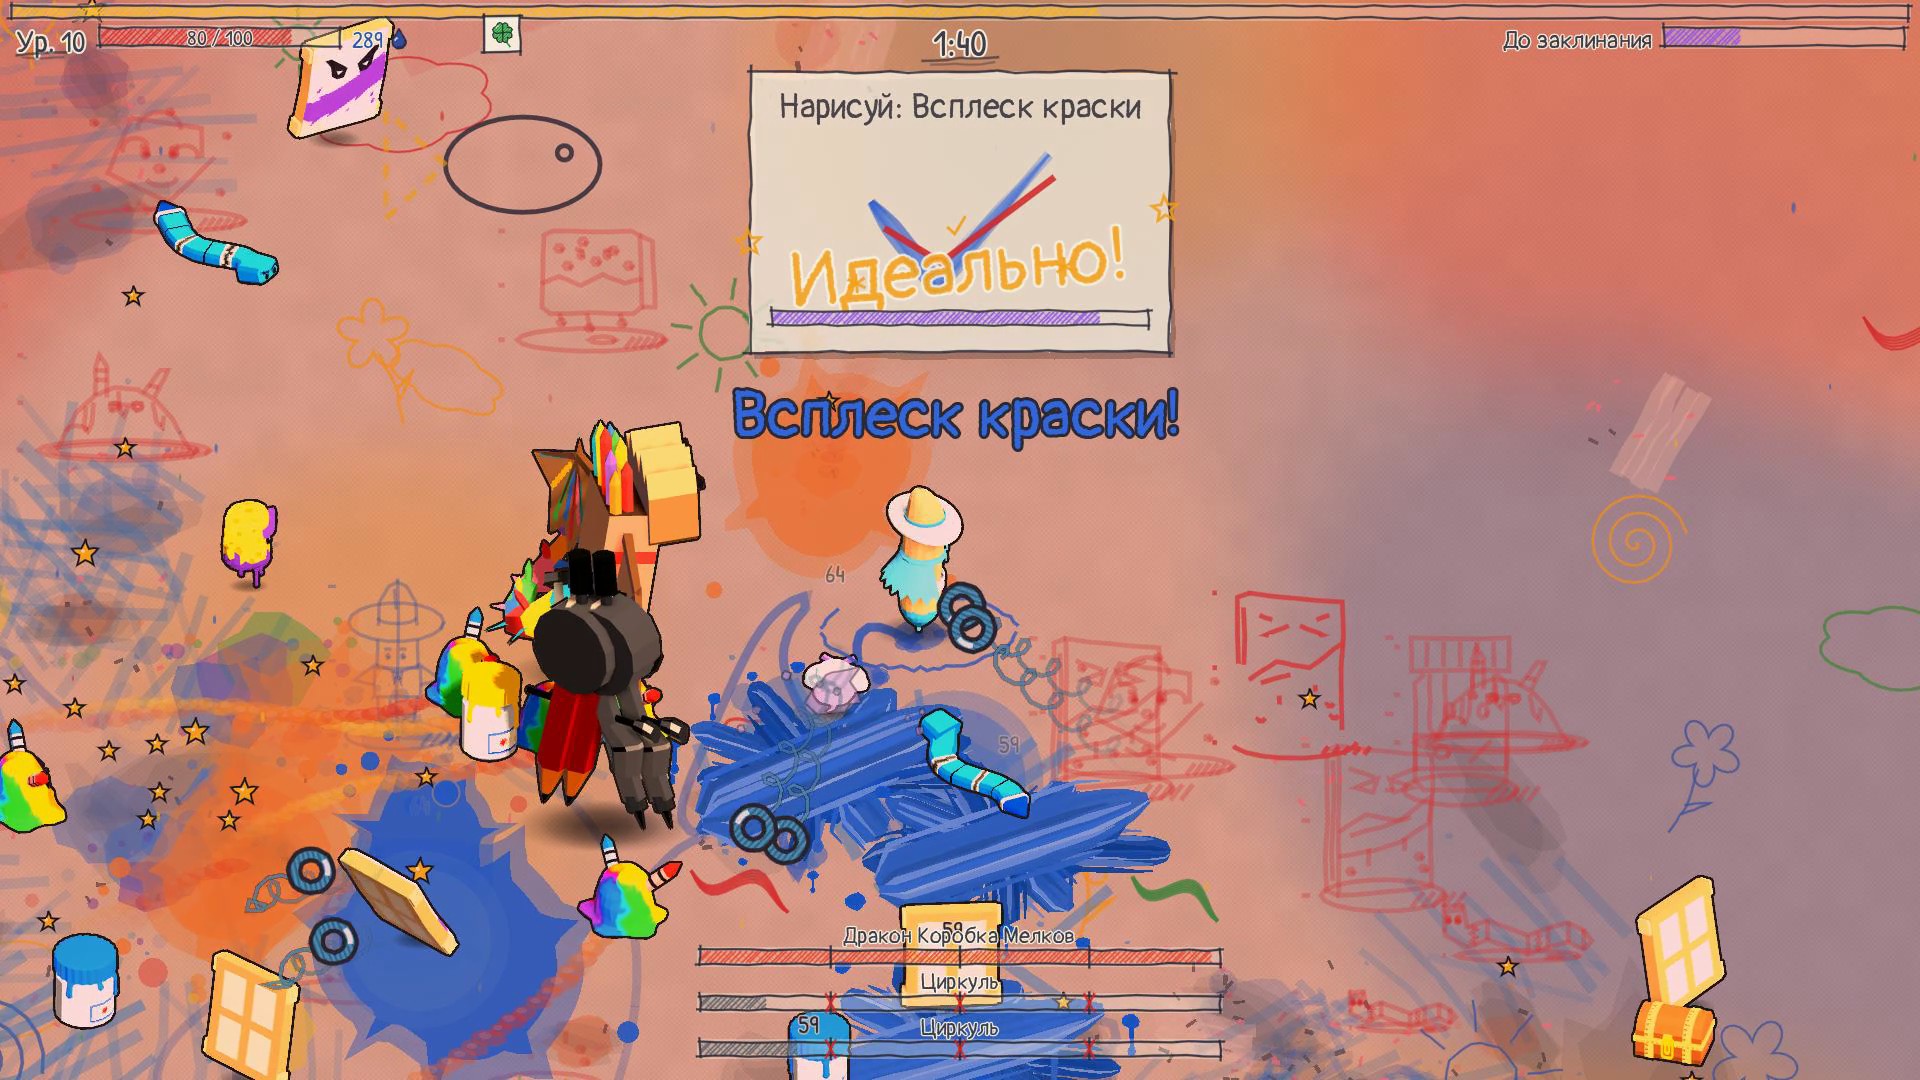 Ур. 10
80 / 100
289
1:40
До заклинания
Нарисуй: Всплеск краски
Идеально!
Всплеск краски!
64
59
59
Дракон Коробка Мелков
Циркуль
59
Циркуль